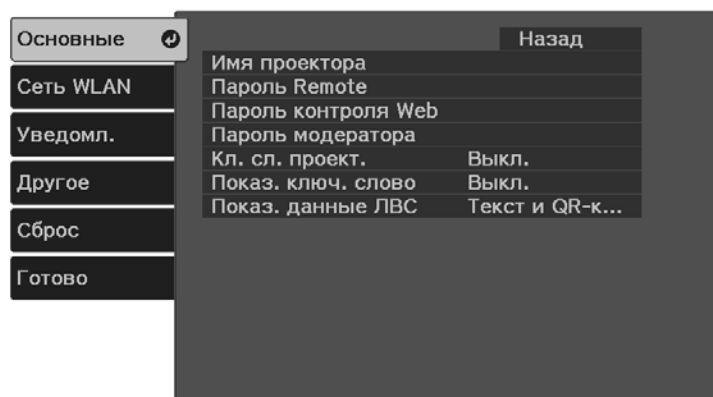 Основные
Сеть WLAN
Уведомл.
Другое
Сброс
Готово
Назад
Имя проектора
Пароль Remote
Пароль контроля Web
Пароль модератора
Кл. сл. проект. Выкл.
Показ. ключ. слово Выкл.
Показ. данные ЛВС Текст и QR-к...